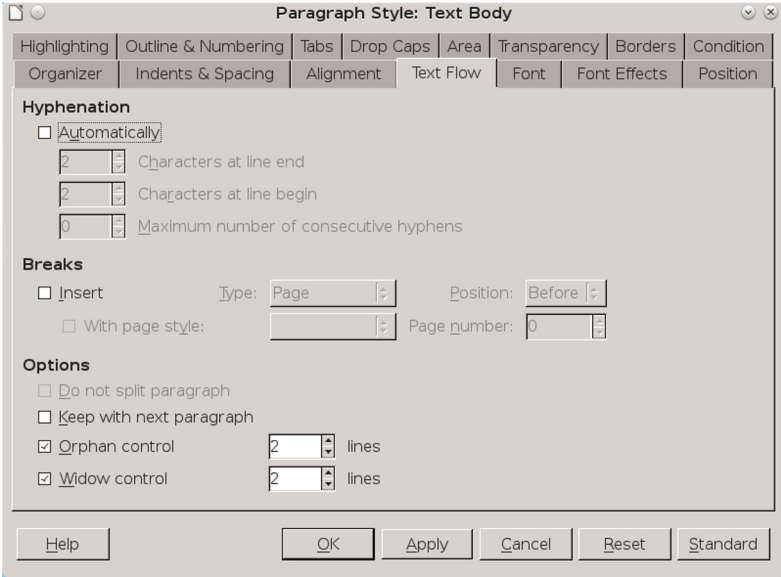 Paragraph Style: Text Body
Highlighting Outline & Numbering Tabs Drop Caps Area Transparency Borders Condition
Organizer Indents & Spacing Alignment Text Flow Font Font Effects Position
Hyphenation
Automatically
2 Characters at line end
2 Characters at line begin
0 Maximum number of consecutive hyphens
Breaks
Insert Type: Page Position: Before
With page style: Page number: 0
Options
Do not split paragraph
Keep with next paragraph
Orphan control 2 lines
Widow control 2 lines
Help OK Apply Cancel Reset Standard